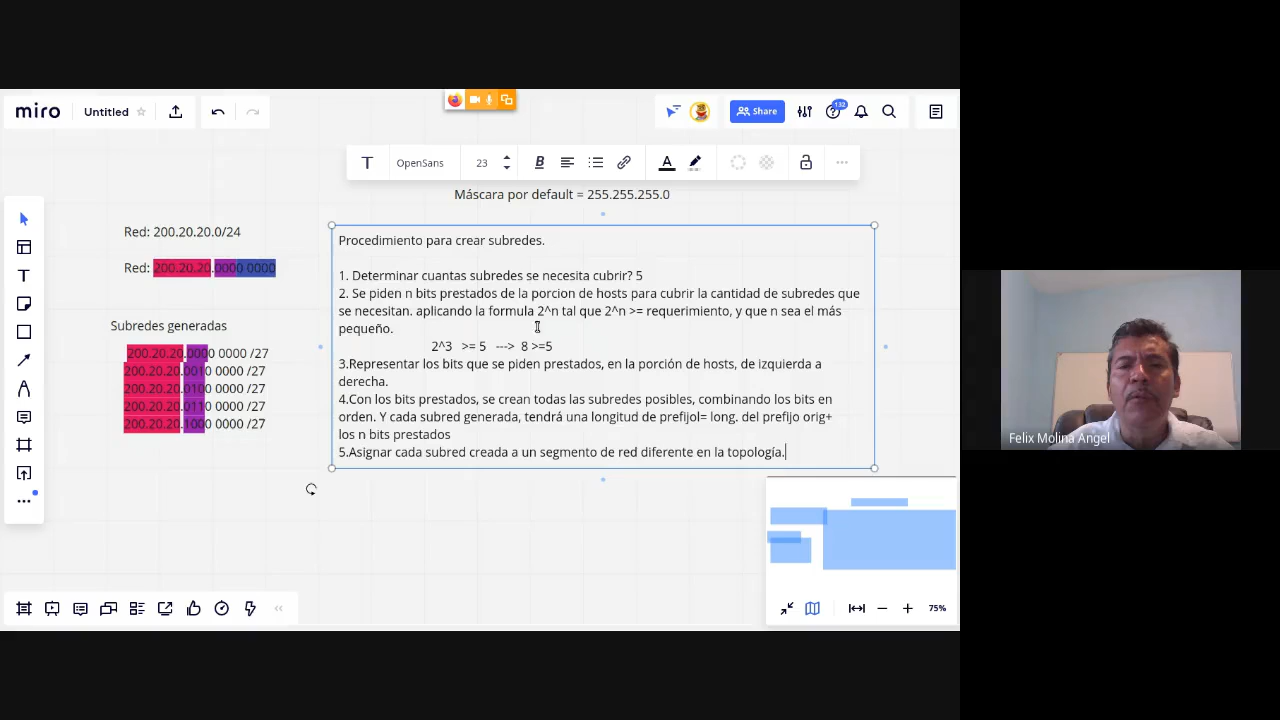 miro
Untitled
132
Share
OpenSans
23
B
A
Máscara por default = 255.255.255.0
Red: 200.20.20.0/24
Red: 200.20.20.0000 0000
Subredes generadas
200.20.20.0000 0000 /27
200.20.20.0010 0000 /27
200.20.20.0100 0000 /27
200.20.20.0110 0000 /27
200.20.20.1000 0000 /27
Procedimiento para crear subredes.
1. Determinar cuantas subredes se necesita cubrir? 5
2. Se piden n bits prestados de la porcion de hosts para cubrir la cantidad de subredes que
se necesitan. aplicando la formula 2^n tal que 2^n >= requerimiento, y que n sea el más
pequeño.
2^3 >= 5 ---> 8 >=5
3.Representar los bits que se piden prestados, en la porción de hosts, de izquierda a
derecha.
4.Con los bits prestados, se crean todas las subredes posibles, combinando los bits en
orden. Y cada subred generada, tendrá una longitud de prefijol= long. del prefijo orig+
los n bits prestados
5.Asignar cada subred creada a un segmento de red diferente en la topología.
75%
Felix Molina Angel